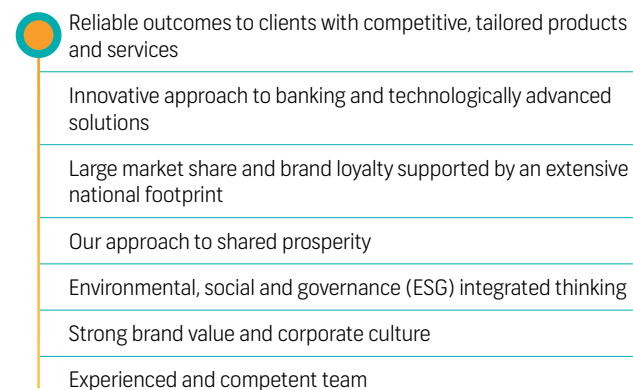 Reliable outcomes to clients with competitive, tailored products
and services
Innovative approach to banking and technologically advanced
solutions
Large market share and brand loyalty supported by an extensive
national footprint
Our approach to shared prosperity
Environmental, social and governance (ESG) integrated thinking
Strong brand value and corporate culture
Experienced and competent team